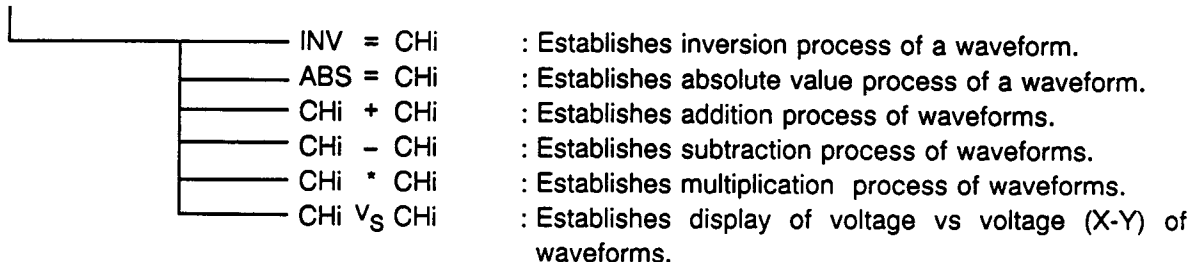 INV = CHi : Establishes inversion process of a waveform.
ABS = CHi : Establishes absolute value process of a waveform.
CHi + CHi : Establishes addition process of waveforms.
CHi – CHi : Establishes subtraction process of waveforms.
CHi * CHi : Establishes multiplication process of waveforms.
CHi VS CHi : Establishes display of voltage vs voltage (X-Y) of
waveforms.